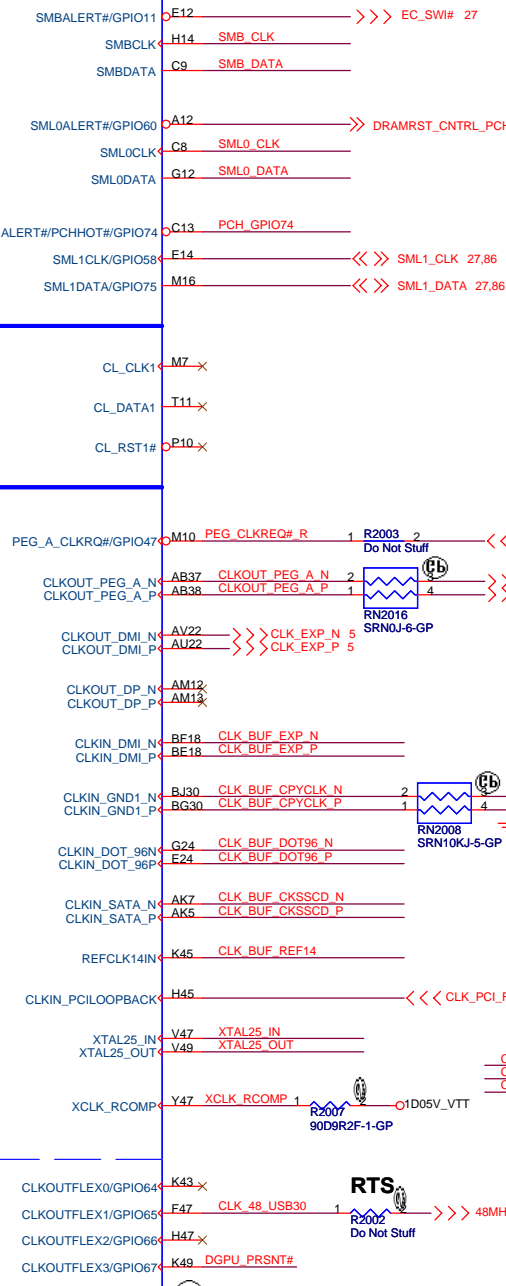 SMBALERT#/GPIO11 E12 EC_SWI# 27
SMBCLK H14 SMB_CLK
SMBDATA C9 SMB_DATA
SML0ALERT#/GPIO60 A12 DRAMRST_CNTRL_PCH
SML0CLK C8 SML0_CLK
SML0DATA G12 SML0_DATA
ALERT#/PCHHOT#/GPIO74 C13 PCH_GPIO74
SML1CLK/GPIO58 E14 SML1_CLK 27,86
SML1DATA/GPIO75 M16 SML1_DATA 27,86
CL_CLK1 M7
CL_DATA1 T11
CL_RST1# P10
PEG_A_CLKRQ#/GPIO47 M10 PEG_CLKREQ#_R 1 R2003 2
Do Not Stuff
CLKOUT_PEG_A_N AB37 CLKOUT_PEG_A_N 2 3
CLKOUT_PEG_A_P AB38 CLKOUT_PEG_A_P 1 4
RN2016
SRN0J-6-GP
CLKOUT_DMI_N AV22 CLK_EXP_N 5
CLKOUT_DMI_P AU22 CLK_EXP_P 5
CLKOUT_DP_N AM12
CLKOUT_DP_P AM13
CLKIN_DMI_N BF18 CLK_BUF_EXP_N
CLKIN_DMI_P BE18 CLK_BUF_EXP_P
CLKIN_GND1_N BJ30 CLK_BUF_CPYCLK_N 2 3
CLKIN_GND1_P BG30 CLK_BUF_CPYCLK_P 1 4
RN2008
SRN10KJ-5-GP
CLKIN_DOT_96N G24 CLK_BUF_DOT96_N
CLKIN_DOT_96P E24 CLK_BUF_DOT96_P
CLKIN_SATA_N AK7 CLK_BUF_CKSSCD_N
CLKIN_SATA_P AK5 CLK_BUF_CKSSCD_P
REFCLK14IN K45 CLK_BUF_REF14
CLKIN_PCILOOPBACK H45 CLK_PCI_F
XTAL25_IN V47 XTAL25_IN
XTAL25_OUT V49 XTAL25_OUT
XCLK_RCOMP Y47 XCLK_RCOMP 1 2 1D05V_VTT
R2007
90D9R2F-1-GP
CLKOUTFLEX0/GPIO64 K43
RTS
CLKOUTFLEX1/GPIO65 F47 CLK_48_USB30 1 2 48MH
R2002
Do Not Stuff
CLKOUTFLEX2/GPIO66 H47
CLKOUTFLEX3/GPIO67 K49 DGPU_PRSNT#